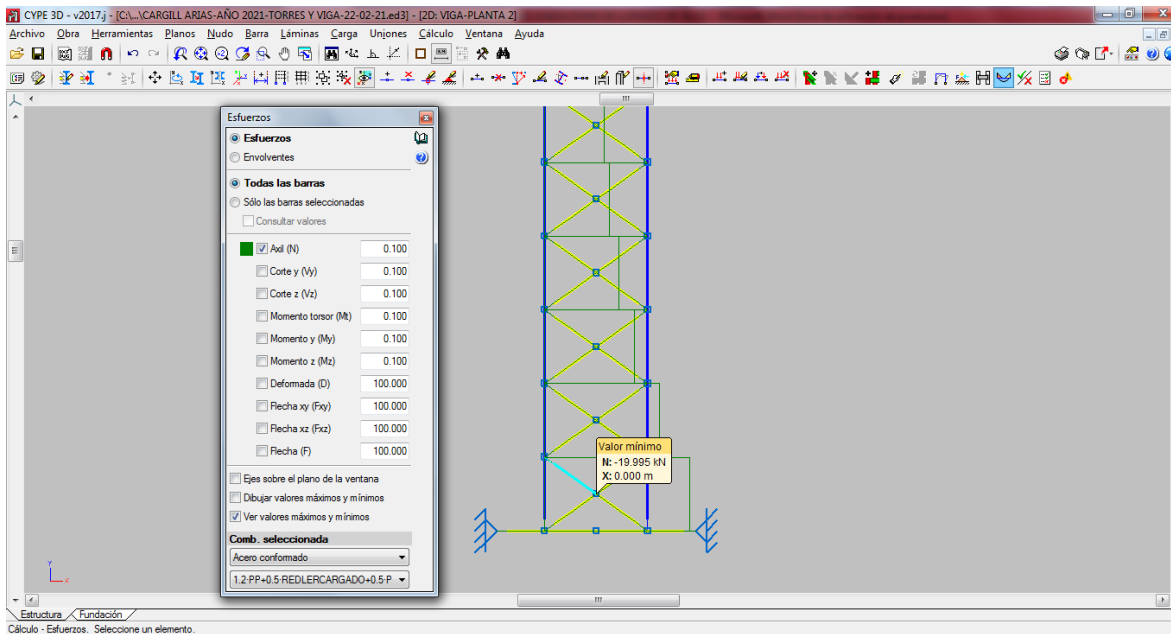 CYPE 3D - v2017.j - [C:\...\CARGILL ARIAS-AÑO 2021-TORRES Y VIGA-22-02-21.ed3] - [2D: VIGA-PLANTA 2]
Archivo Obra Herramientas Planos Nudo Barra Láminas Carga Uniones Cálculo Ventana Ayuda
Esfuerzos
Esfuerzos
Envolventes
Todas las barras
Sólo las barras seleccionadas
Consultar valores
Axil (N) 0.100
Corte y (Vy) 0.100
Corte z (Vz) 0.100
Momento torsor (Mt) 0.100
Momento y (My) 0.100
Momento z (Mz) 0.100
Deformada (D) 100.000
Flecha xy (Fxy) 100.000
Flecha xz (Fxz) 100.000
Flecha (F) 100.000
Ejes sobre el plano de la ventana
Dibujar valores máximos y mínimos
Ver valores máximos y mínimos
Comb. seleccionada
Acero conformado
1.2·PP+0.5·REDLERCARGADO+0.5·P
Valor mínimo
N: -19.995 kN
X: 0.000 m
Y
X
Estructura Fundación
Cálculo - Esfuerzos. Seleccione un elemento.